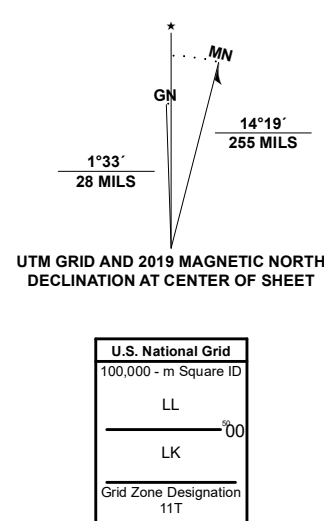 ★
MN
GN
14°19´
255 MILS
1°33´
28 MILS
UTM GRID AND 2019 MAGNETIC NORTH
DECLINATION AT CENTER OF SHEET
U.S. National Grid
100,000 - m Square ID
LL
⁵⁰00
LK
Grid Zone Designation
11T